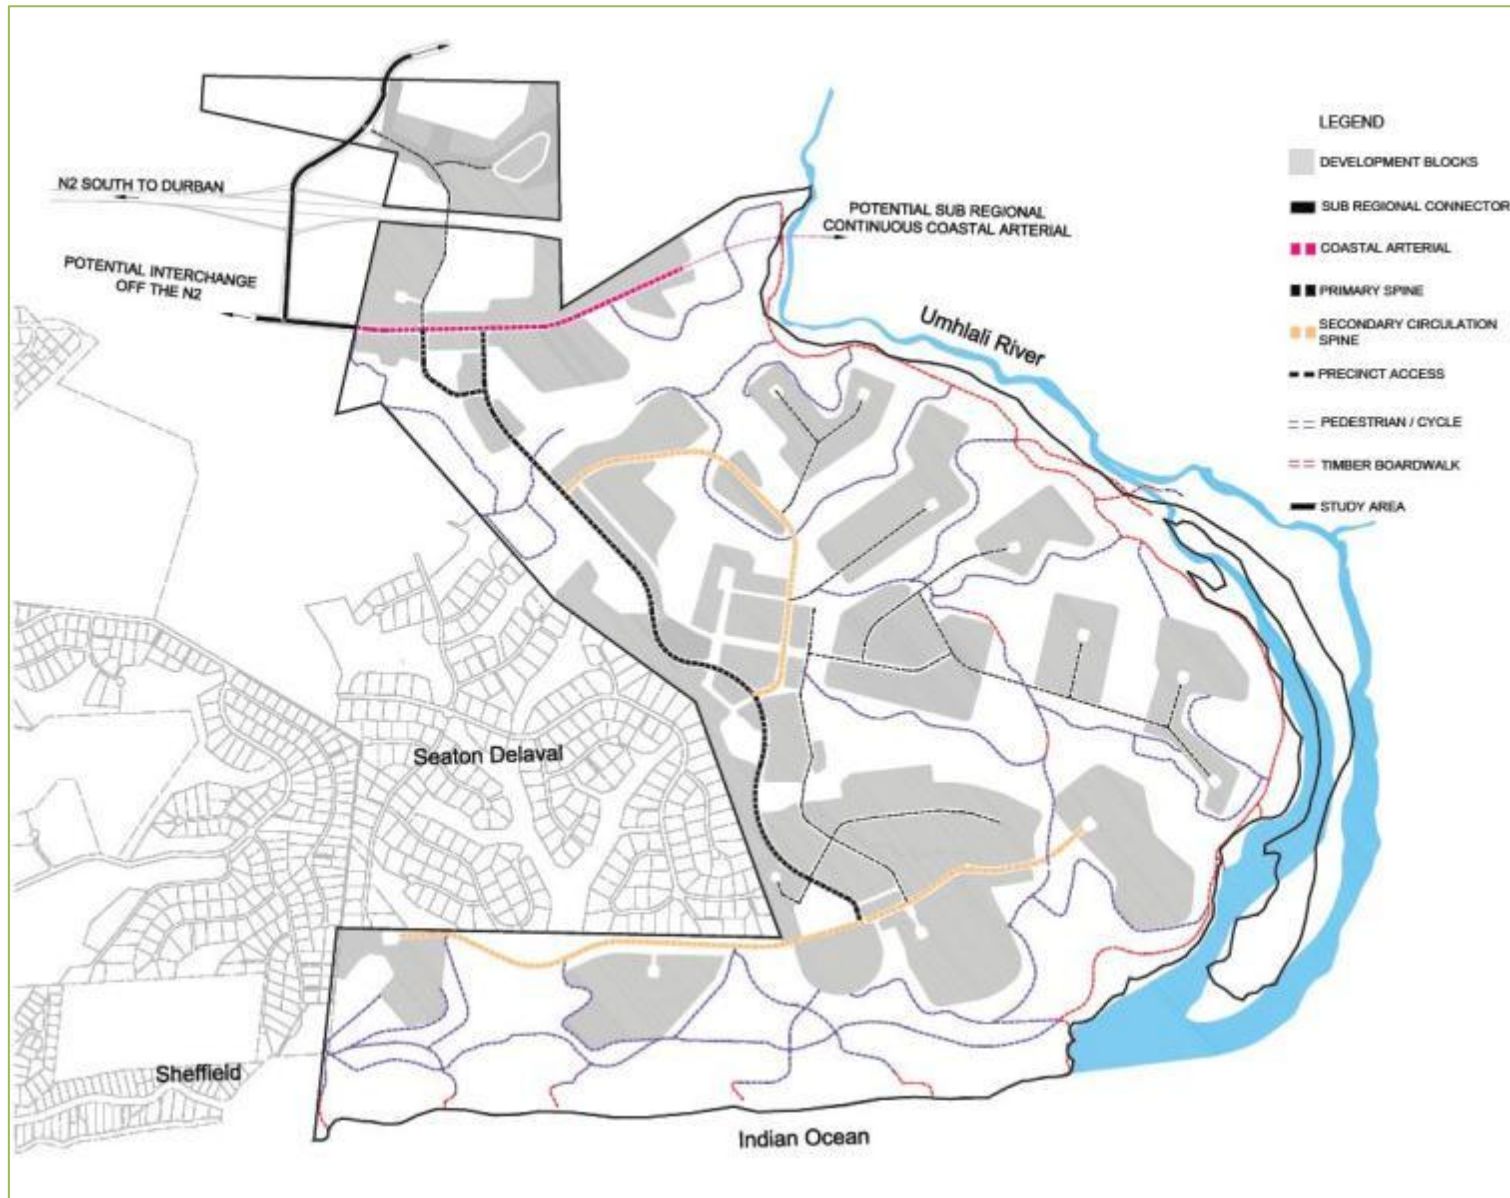 LEGEND
DEVELOPMENT BLOCKS
SUB REGIONAL CONNECTOR
COASTAL ARTERIAL
PRIMARY SPINE
SECONDARY CIRCULATION
SPINE
PRECINCT ACCESS
PEDESTRIAN / CYCLE
TIMBER BOARDWALK
STUDY AREA
N2 SOUTH TO DURBAN
POTENTIAL SUB REGIONAL
CONTINUOUS COASTAL ARTERIAL
POTENTIAL INTERCHANGE
OFF THE N2
Umhlali River
Seaton Delaval
Sheffield
Indian Ocean